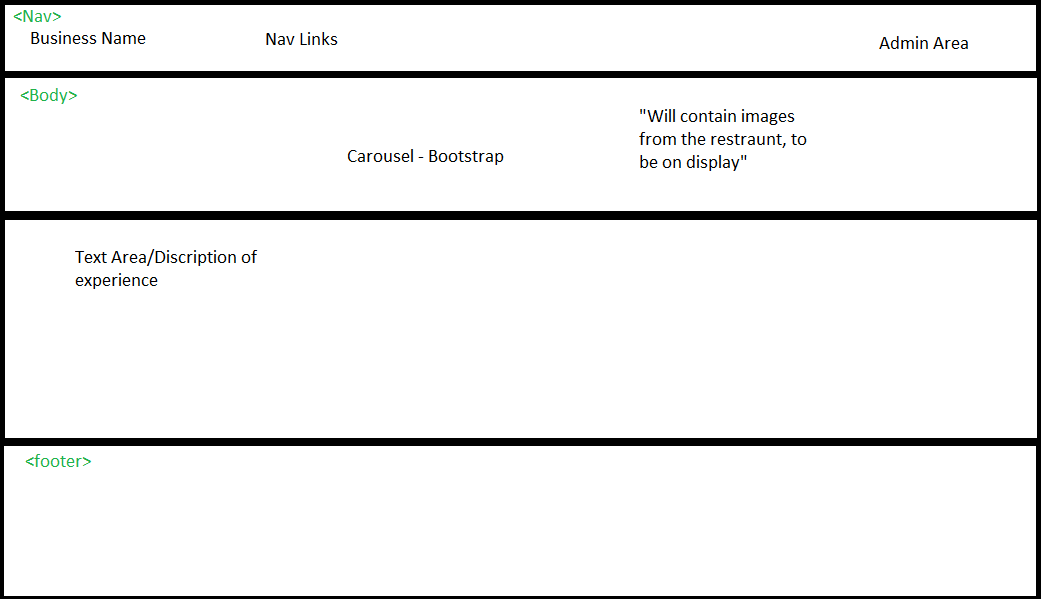 <Nav>
Business Name
Nav Links
Admin Area
<Body>
Carousel - Bootstrap
"Will contain images
from the restraunt, to
be on display"
Text Area/Discription of
experience
<footer>